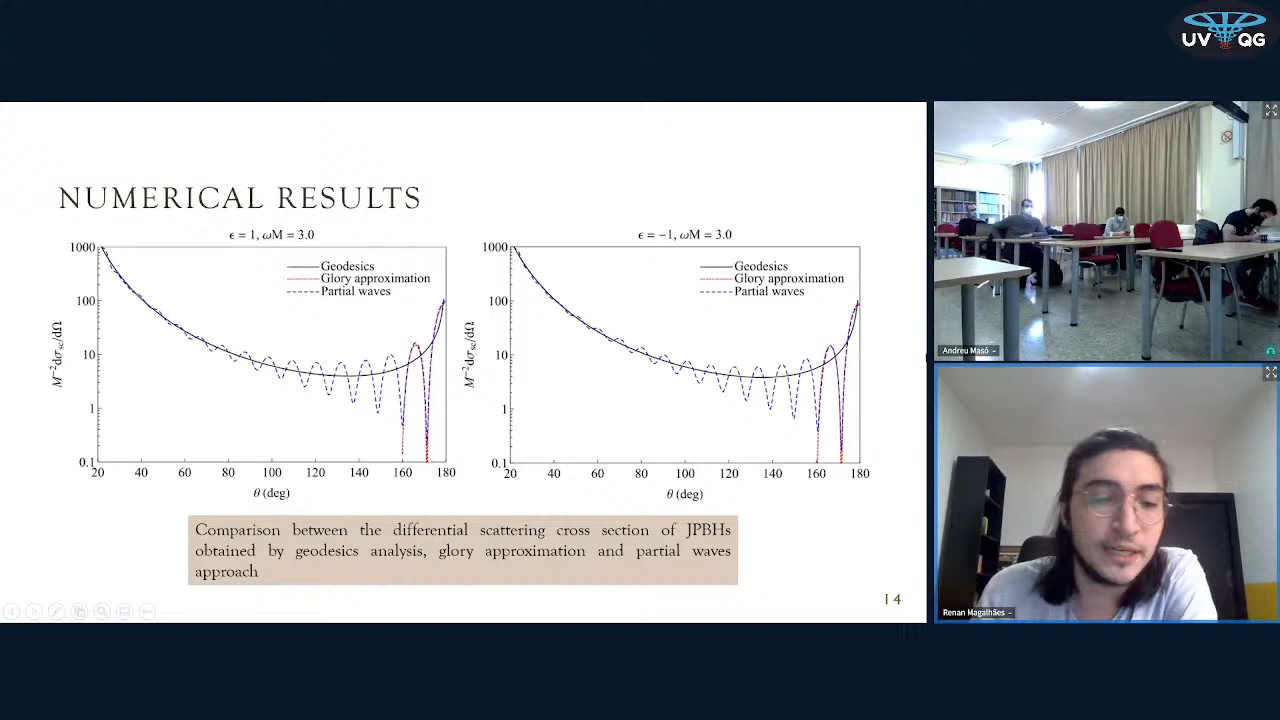 UV QG
NUMERICAL RESULTS
ϵ = 1, ωM = 3.0
1000
100
10
1
0.1
M⁻²dσsc/dΩ
Geodesics
Glory approximation
Partial waves
20 40 60 80 100 120 140 160 180
θ (deg)
ϵ = −1, ωM = 3.0
1000
100
10
1
0.1
M⁻²dσsc/dΩ
Geodesics
Glory approximation
Partial waves
20 40 60 80 100 120 140 160 180
θ (deg)
Comparison between the differential scattering cross section of JPBHs
obtained by geodesics analysis, glory approximation and partial waves
approach
14
Andreu Masó
Renan Magalhães